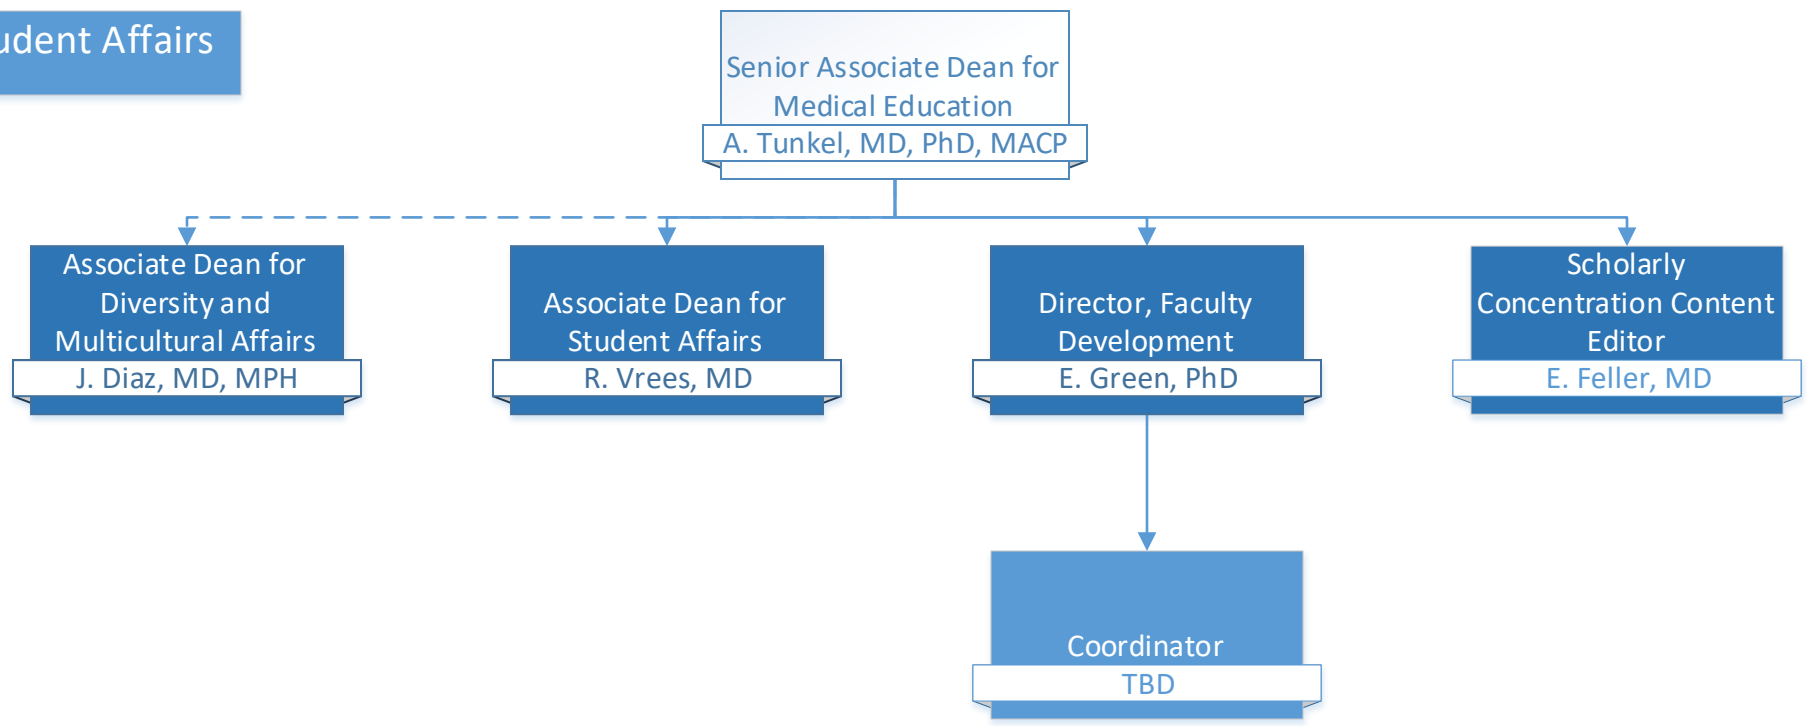 Affairs
Senior Associate Dean for
Medical Education
A. Tunkel, MD, PhD, MACP
Associate Dean for
Diversity and
Multicultural Affairs
J. Diaz, MD, MPH
Associate Dean for
Student Affairs
R. Vrees, MD
Director, Faculty
Development
E. Green, PhD
Scholarly
Concentration Content
Editor
E. Feller, MD
Coordinator
TBD